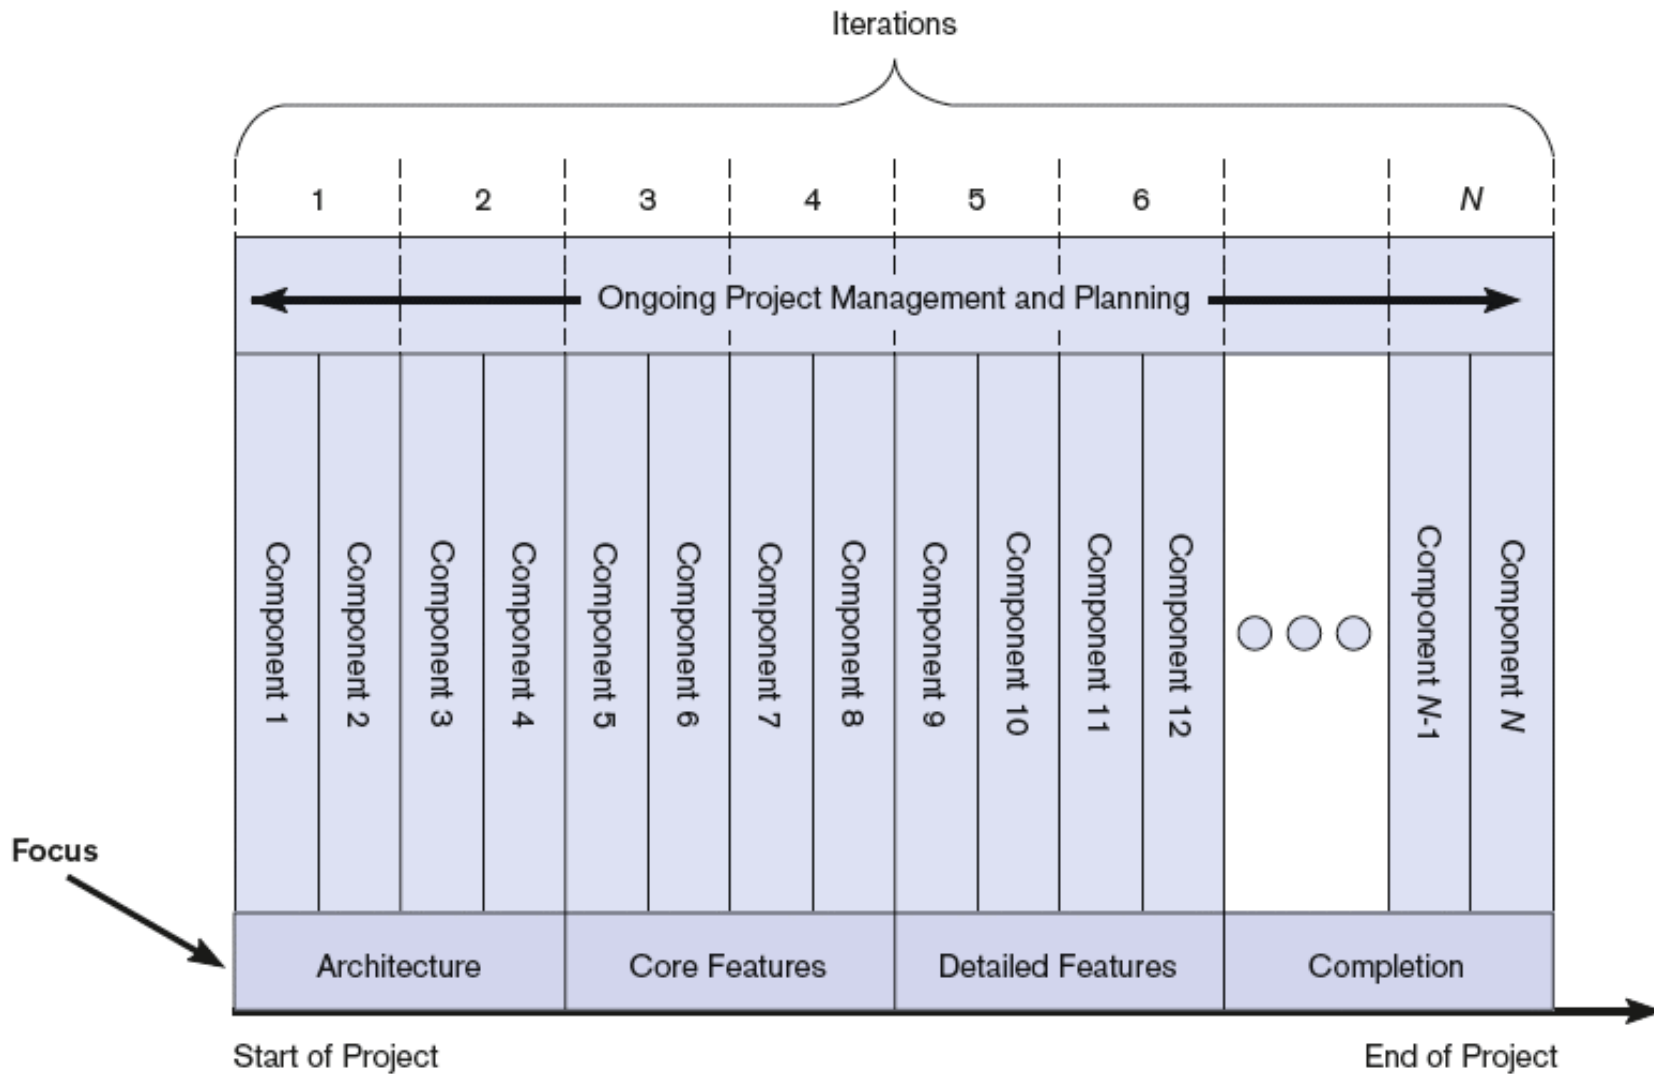 Iterations
1 2 3 4 5 6 N
Ongoing Project Management and Planning
Component 1
Component 2
Component 3
Component 4
Component 5
Component 6
Component 7
Component 8
Component 9
Component 10
Component 11
Component 12
Component N-1
Component N
Focus
Architecture Core Features Detailed Features Completion
Start of Project End of Project